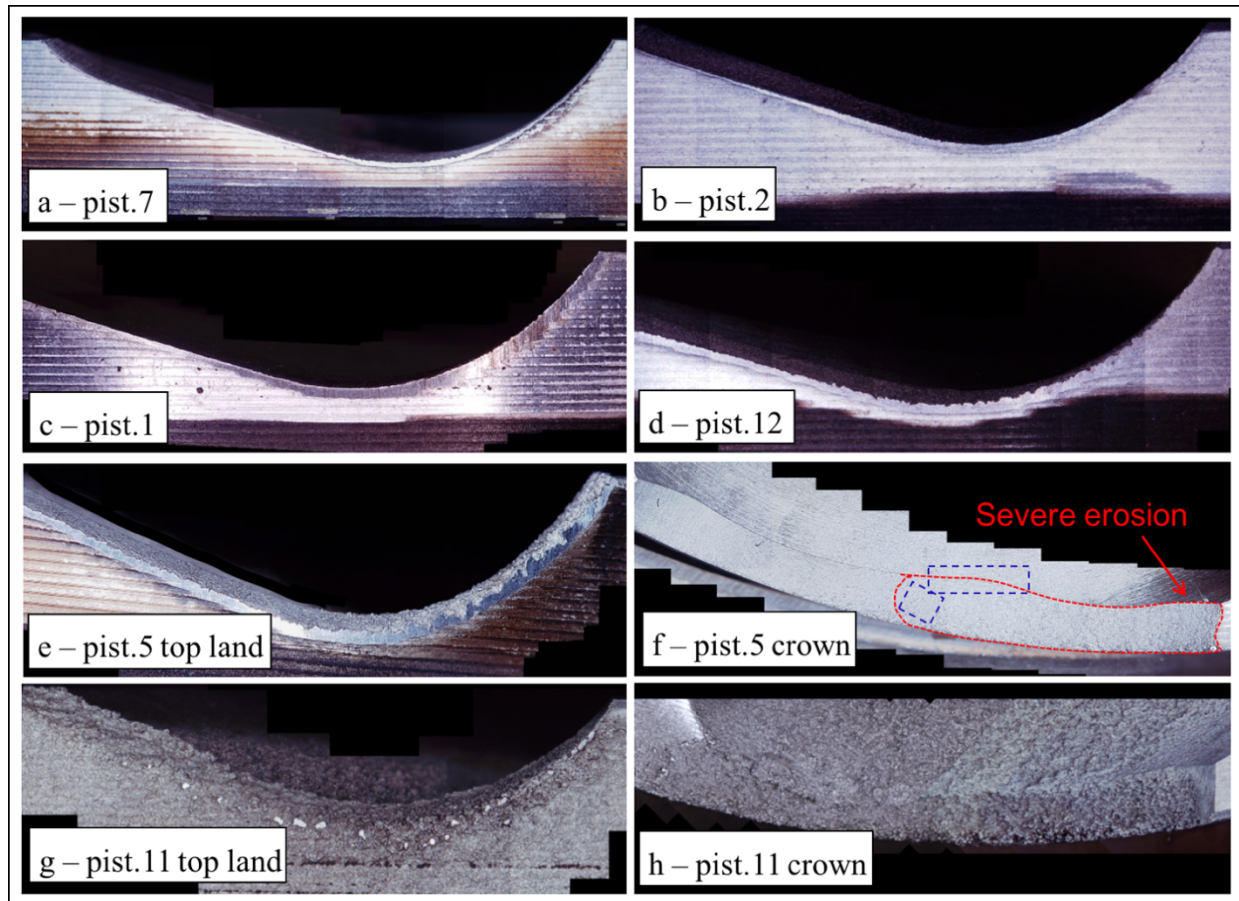 a – pist.7
b – pist.2
c – pist.1
d – pist.12
e – pist.5 top land
Severe erosion
f – pist.5 crown
g – pist.11 top land
h – pist.11 crown